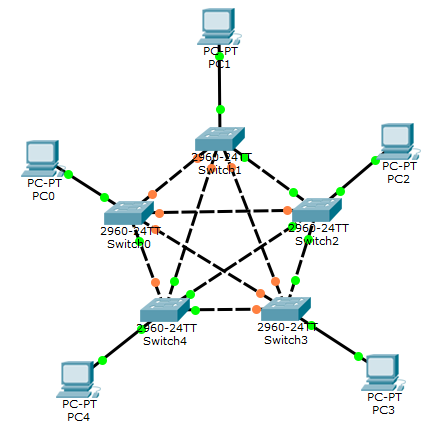 PC-PT
PC1
2960-24TT
Switch1
PC-PT
PC2
PC-PT
PC0
2960-24TT
Switch0
2960-24TT
Switch2
2960-24TT
Switch4
2960-24TT
Switch3
PC-PT
PC4
PC-PT
PC3